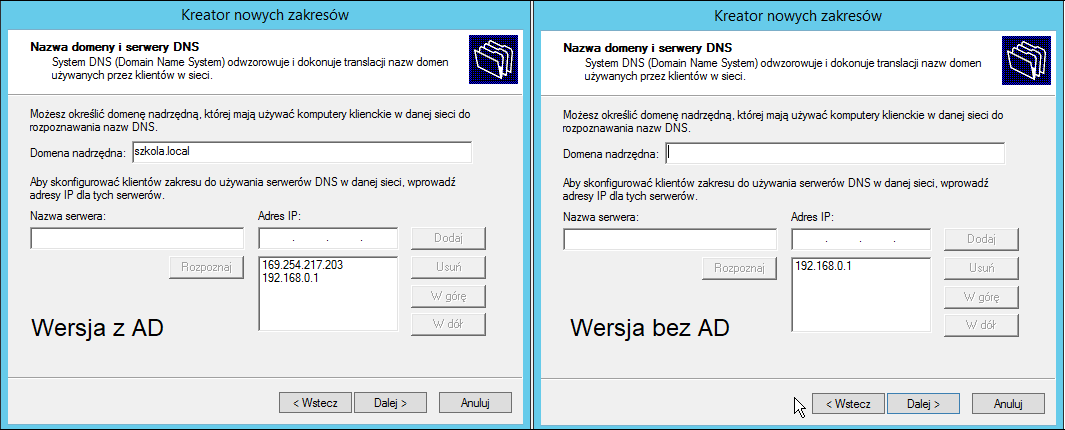 Kreator nowych zakresów
Nazwa domeny i serwery DNS
System DNS (Domain Name System) odwzorowuje i dokonuje translacji nazw domen
używanych przez klientów w sieci.
Możesz określić domenę nadrzędną, której mają używać komputery klienckie w danej sieci do
rozpoznawania nazw DNS.
Domena nadrzędna: szkola.local
Aby skonfigurować klientów zakresu do używania serwerów DNS w danej sieci, wprowadź
adresy IP dla tych serwerów.
Nazwa serwera: Adres IP:
. . . Dodaj
Rozpoznaj 169.254.217.203 Usuń
192.168.0.1
W górę
Wersja z AD W dół
< Wstecz Dalej > Anuluj
Kreator nowych zakresów
Nazwa domeny i serwery DNS
System DNS (Domain Name System) odwzorowuje i dokonuje translacji nazw domen
używanych przez klientów w sieci.
Możesz określić domenę nadrzędną, której mają używać komputery klienckie w danej sieci do
rozpoznawania nazw DNS.
Domena nadrzędna:
Aby skonfigurować klientów zakresu do używania serwerów DNS w danej sieci, wprowadź
adresy IP dla tych serwerów.
Nazwa serwera: Adres IP:
. . . Dodaj
Rozpoznaj 192.168.0.1 Usuń
W górę
Wersja bez AD W dół
< Wstecz Dalej > Anuluj